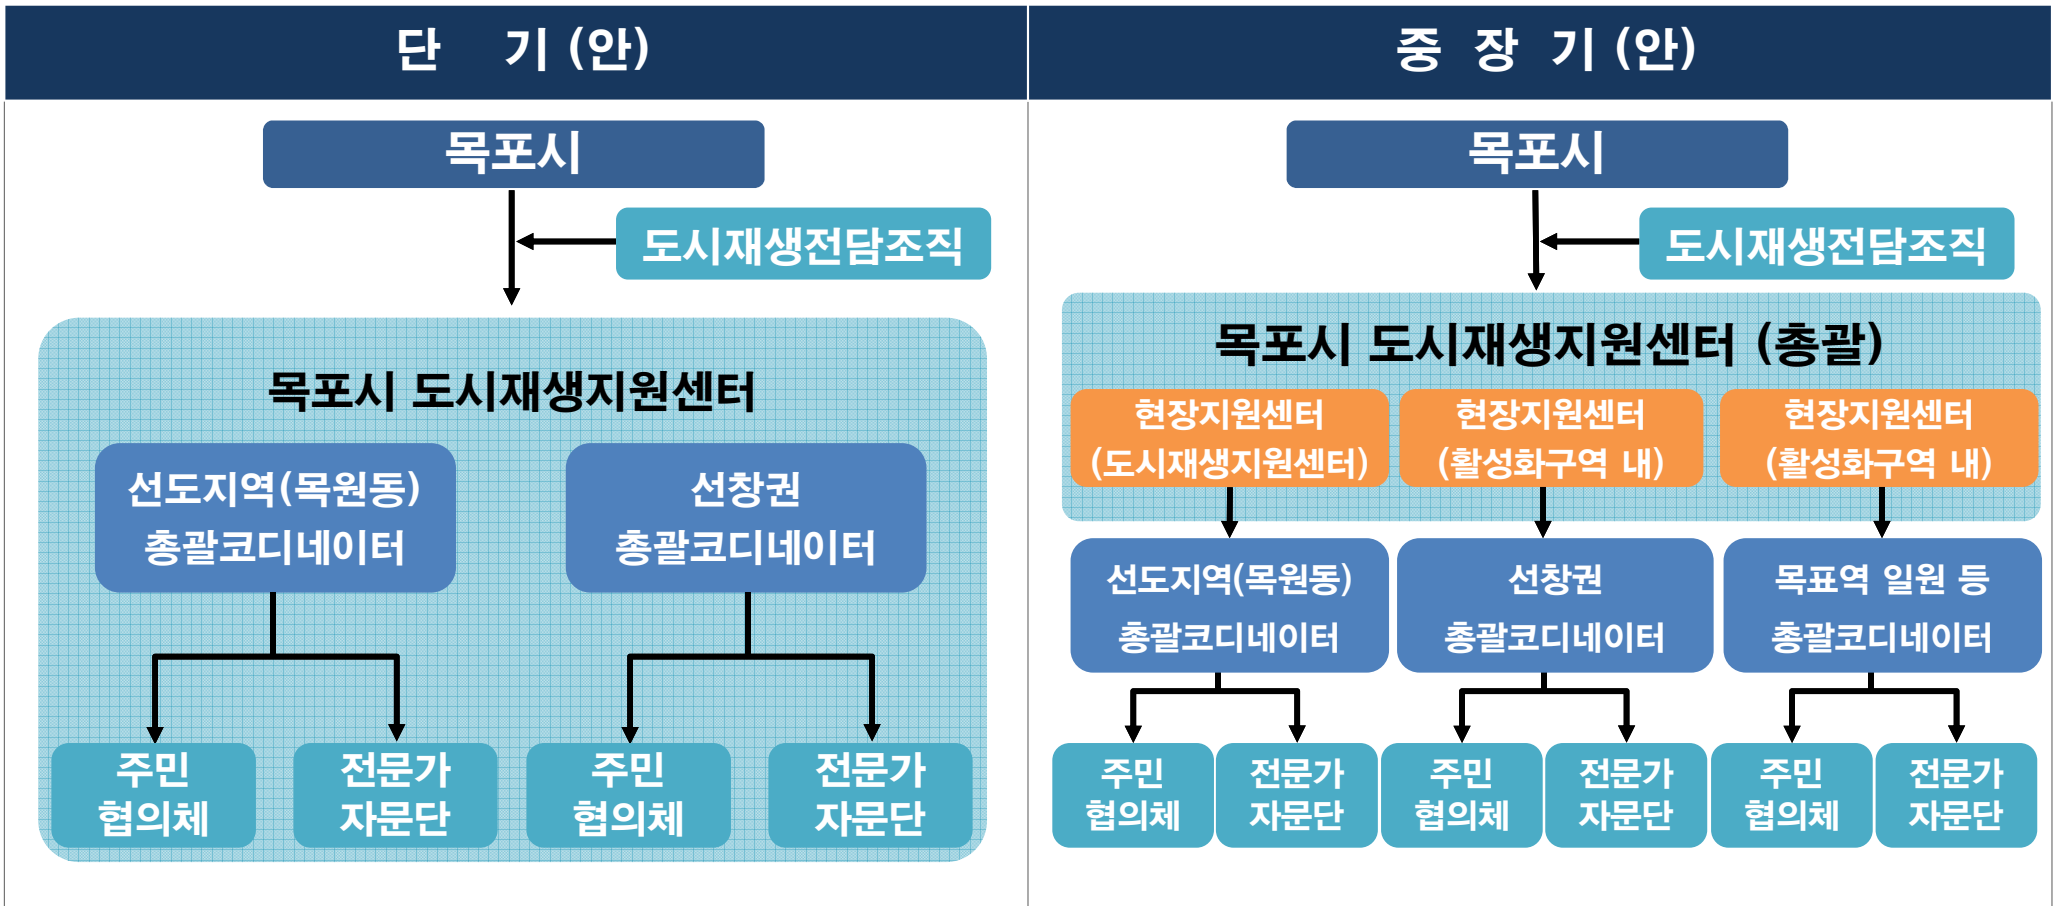 단 기 (안)
목포시
도시재생전담조직
목포시 도시재생지원센터
선도지역(목원동)
총괄코디네이터
선창권
총괄코디네이터
주민
협의체
전문가
자문단
주민
협의체
전문가
자문단
중 장 기 (안)
목포시
도시재생전담조직
목포시 도시재생지원센터 (총괄)
현장지원센터
(도시재생지원센터)
현장지원센터
(활성화구역 내)
현장지원센터
(활성화구역 내)
선도지역(목원동)
총괄코디네이터
선창권
총괄코디네이터
목표역 일원 등
총괄코디네이터
주민
협의체
전문가
자문단
주민
협의체
전문가
자문단
주민
협의체
전문가
자문단